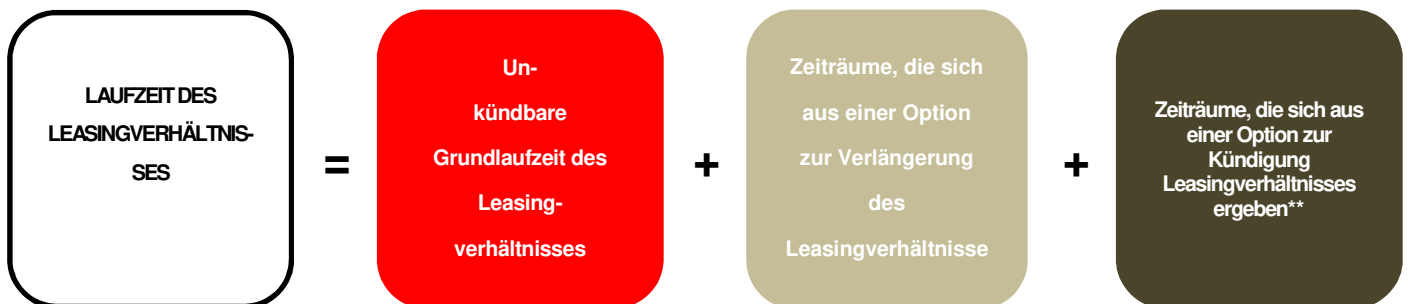 LAUFZEIT DES
LEASINGVERHÄLTNIS-
SES
=
Un-
kündbare
Grundlaufzeit des
Leasing-
verhältnisses
+
Zeiträume, die sich
aus einer Option
zur Verlängerung
des
Leasingverhältnisse
+
Zeiträume, die sich aus
einer Option zur
Kündigung
Leasingverhältnisses
ergeben**